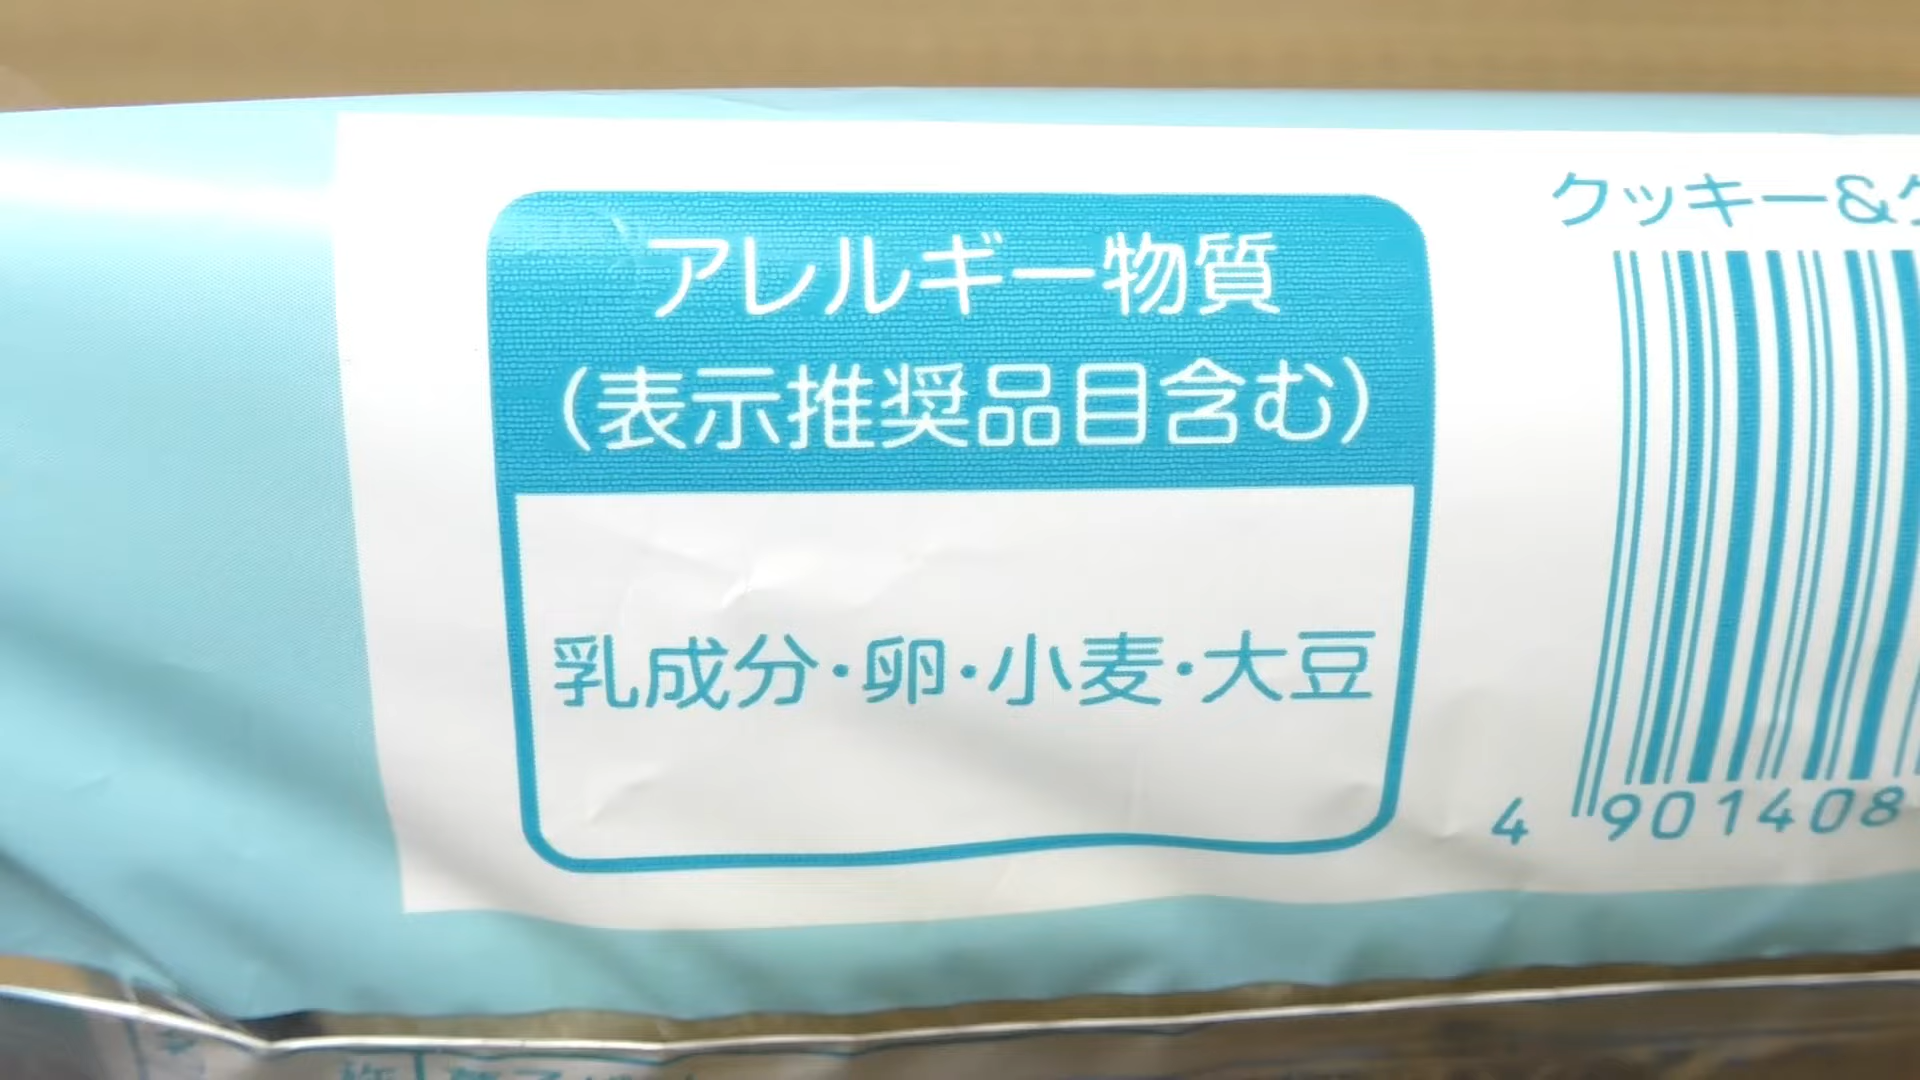 アレルギー物質
(表示推奨品目含む)
乳成分・卵・小麦・大豆
クッキー&
4 901408